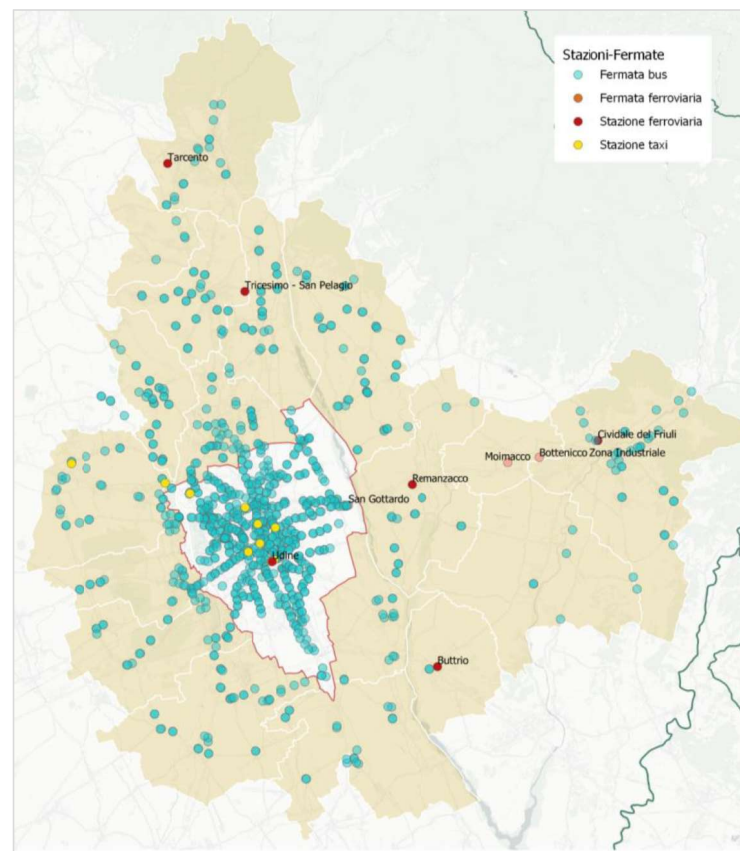 Stazioni-Fermate
Fermata bus
Fermata ferroviaria
Stazione ferroviaria
Stazione taxi
Tarcento
Tricesimo - San Pelagio
Cividale del Friuli
Moimacco
Bottenicco Zona Industriale
Remanzacco
San Gottardo
Udine
Buttrio